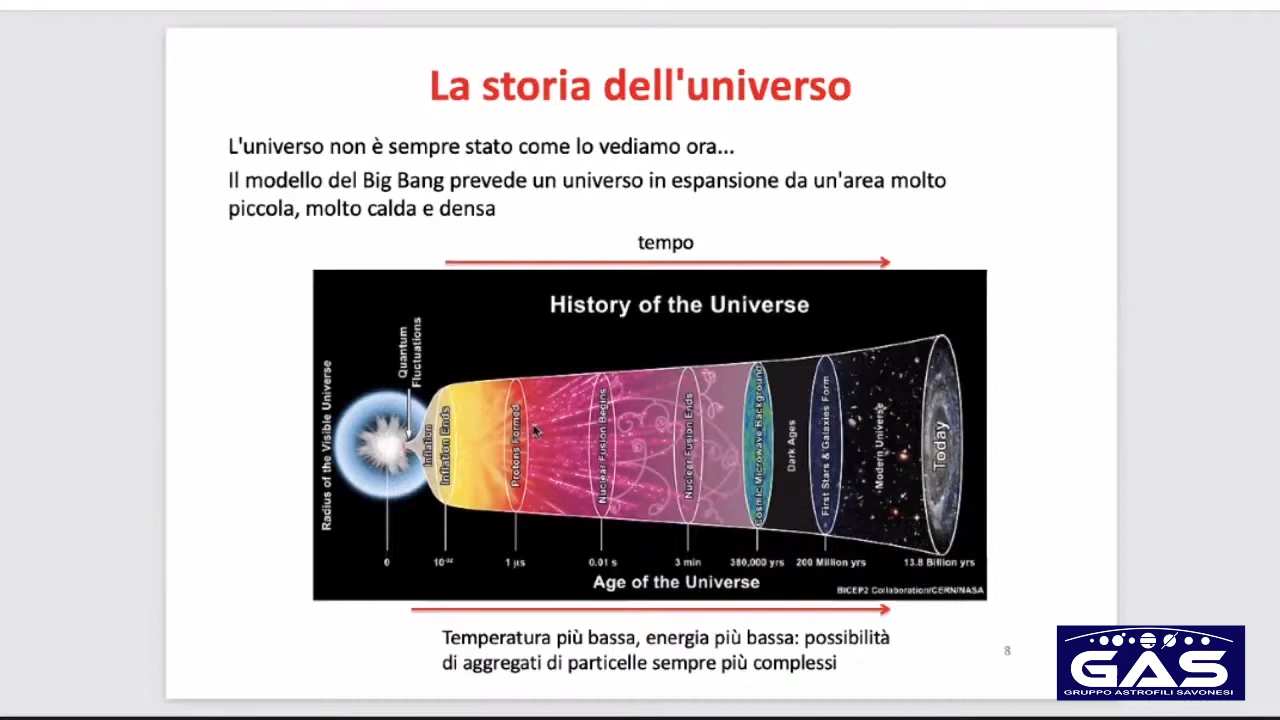 La storia dell'universo
L'universo non è sempre stato come lo vediamo ora...
Il modello del Big Bang prevede un universo in espansione da un'area molto
piccola, molto calda e densa
tempo
History of the Universe
Radius of the Visible Universe
Quantum
Fluctuations
Inflation
Inflation Ends
Protons Formed
Nuclear Fusion Begins
Nuclear Fusion Ends
Cosmic Microwave Background
Dark Ages
First Stars & Galaxies Form
Modern Universe
Today
0
10⁻³²
1 µs
0.01 s
3 min
380,000 yrs
200 Million yrs
13.8 Billion yrs
Age of the Universe
BICEP2 Collaboration/CERN/NASA
Temperatura più bassa, energia più bassa: possibilità
di aggregati di particelle sempre più complessi
8
GAS
GRUPPO ASTROFILI SAVONESI